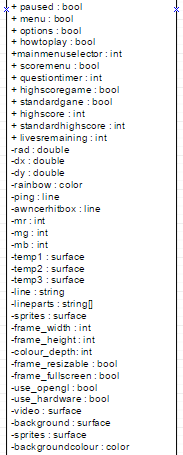 + paused : bool
+ menu : bool
+ options : bool
+ howtoplay : bool
+mainmenuselector : int
+ scoremenu : bool
+ questiontimer : int
+ highscoregame : bool
+ standardgane : bool
+ highscore : int
+ standardhighscore : int
+ livesremaining : int
-rad : double
-dx : double
-dy : double
-rainbow : color
-ping : line
-awncerhitbox : line
-mr : int
-mg : int
-mb : int
-temp1 : surface
-temp2 : surface
-temp3 : surface
-line : string
-lineparts : string[]
-sprites : surface
-frame_width : int
-frame_height : int
-colour_depth: int
-frame_resizable : bool
-frame_fullscreen : bool
-use_opengl : bool
-use_hardware : bool
-video : surface
-background : surface
-sprites : surface
-backgroundcolour : color